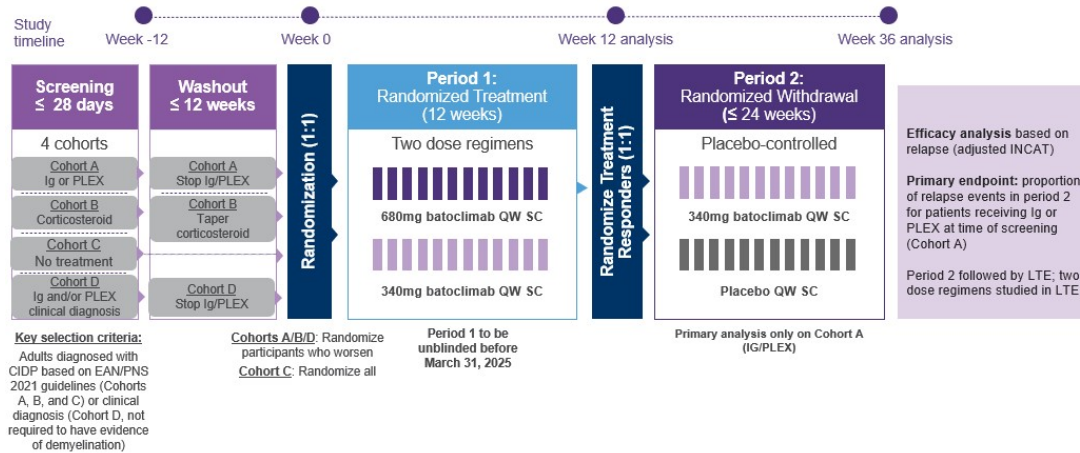 Study timeline
Week -12
Week 0
Week 12 analysis
Week 36 analysis
Screening
≤ 28 days
4 cohorts
Cohort A
Ig or PLEX
Cohort B
Corticosteroid
Cohort C
No treatment
Cohort D
Ig and/or PLEX
clinical diagnosis
Key selection criteria:
Adults diagnosed with
CIDP based on EAN/PNS
2021 guidelines (Cohorts
A, B, and C) or clinical
diagnosis (Cohort D, not
required to have evidence
of demyelination)
Washout
≤ 12 weeks
Cohort A
Stop Ig/PLEX
Cohort B
Taper
corticosteroid
Cohort D
Stop Ig/PLEX
Randomization (1:1)
Cohorts A/B/D: Randomize
participants who worsen
Cohort C: Randomize all
Period 1:
Randomized Treatment
(12 weeks)
Two dose regimens
680mg batoclimab QW SC
340mg batoclimab QW SC
Period 1 to be
unblinded before
March 31, 2025
Randomize Treatment
Responders (1:1)
Period 2:
Randomized Withdrawal
(≤ 24 weeks)
Placebo-controlled
340mg batoclimab QW SC
Placebo QW SC
Primary analysis only on Cohort A
(IG/PLEX)
Efficacy analysis based on
relapse (adjusted INCAT)
Primary endpoint: proportion
of relapse events in period 2
for patients receiving Ig or
PLEX at time of screening
(Cohort A)
Period 2 followed by LTE; two
dose regimens studied in LTE